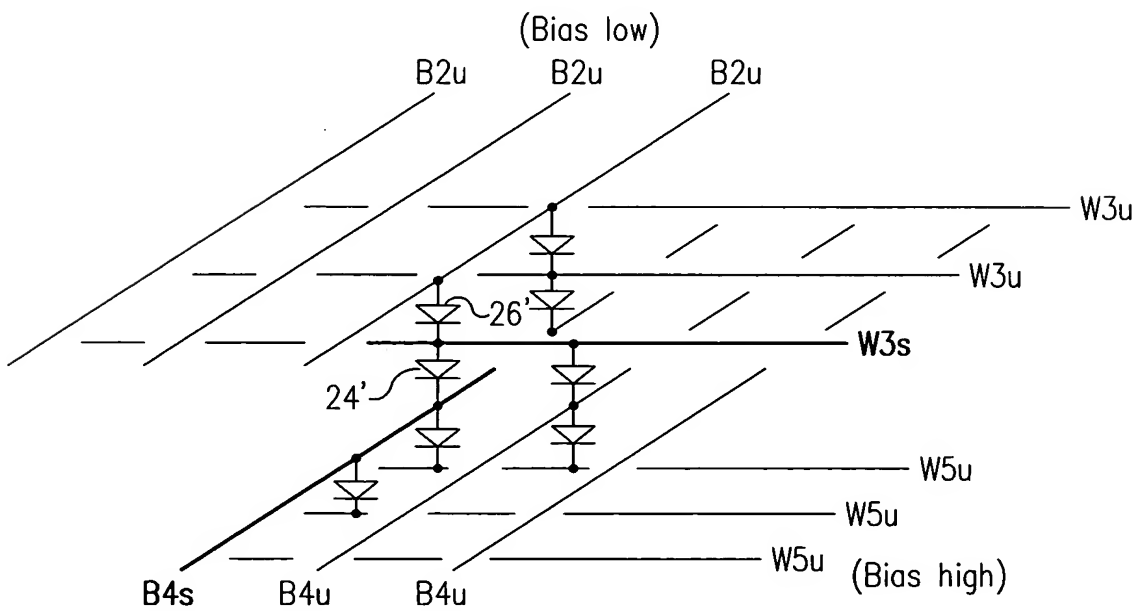 (Bias low)
B2u B2u B2u
W3u
W3u
26'
W3s
24'
W5u
W5u
W5u
(Bias high)
B4s B4u B4u